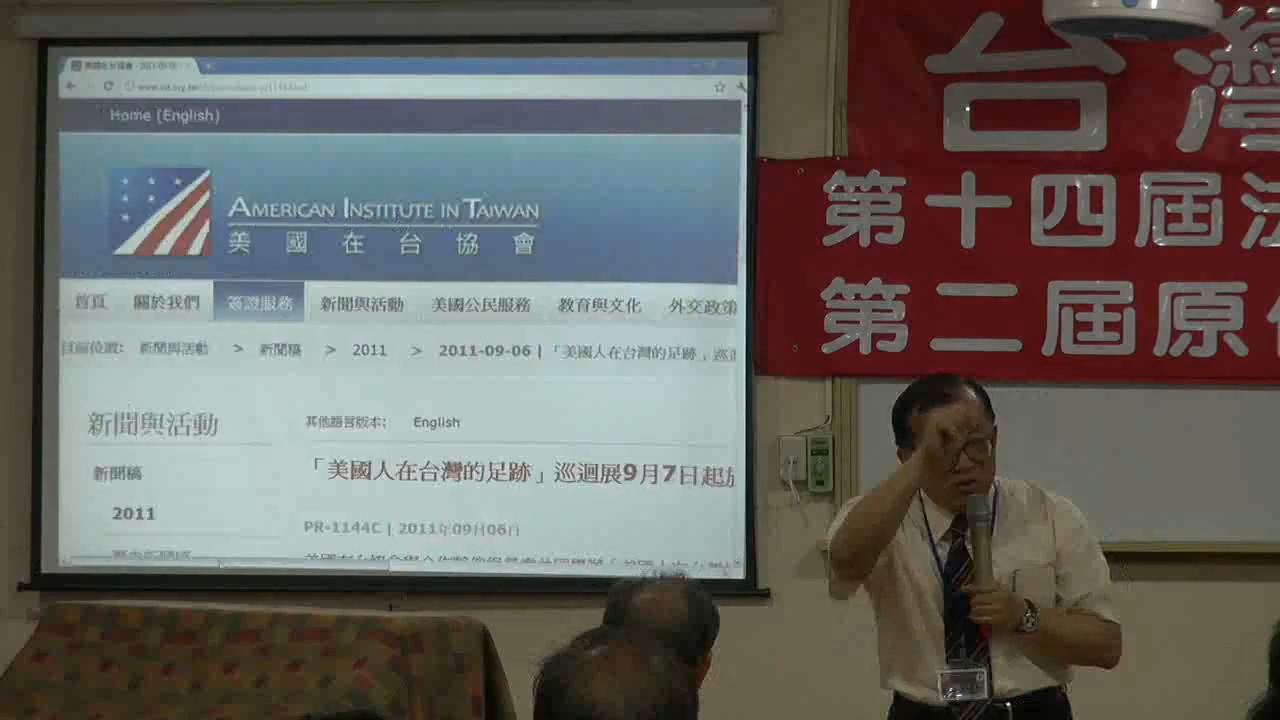 Home (English)
AMERICAN INSTITUTE IN TAIWAN
美國在台協會
首頁 關於我們 簽證服務 新聞與活動 美國公民服務 教育與文化 外交政策
目前位置: 新聞與活動 > 新聞稿 > 2011 > 2011-09-06 | 「美國人在台灣的足跡」巡迴
新聞與活動
新聞稿
2011
其他語言版本: English
「美國人在台灣的足跡」巡迴展9月7日起於
PR-1144C | 2011年09月06日
台灣
第十四屆法
第二屆原住